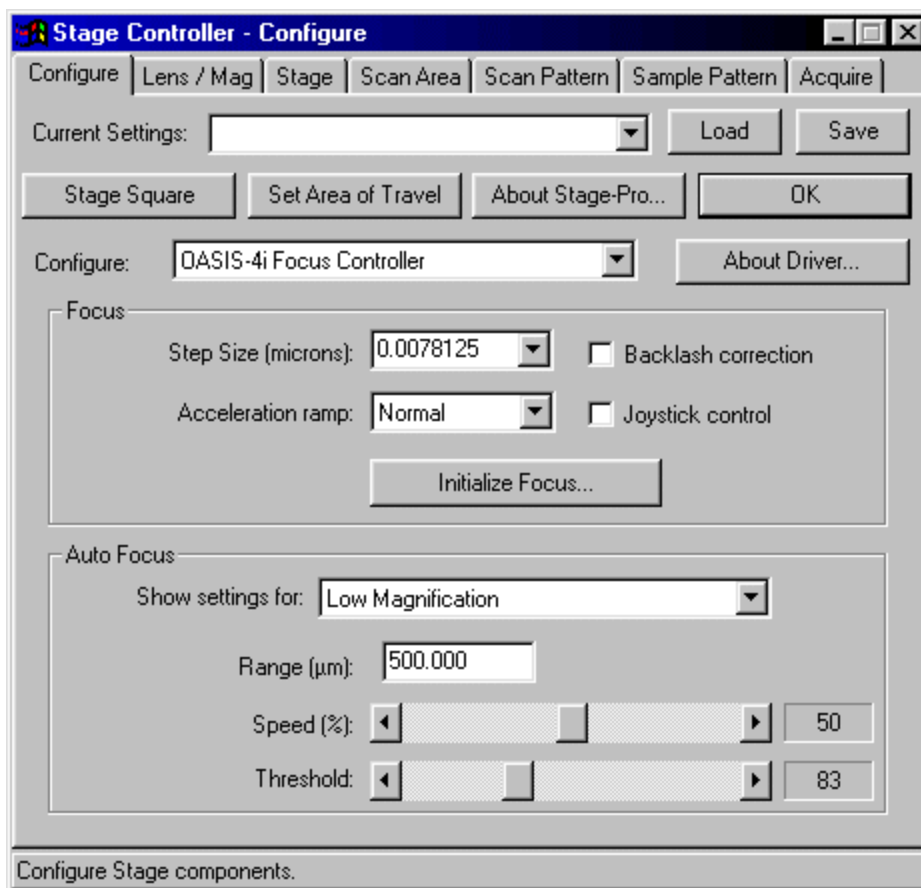 Stage Controller - Configure
Configure Lens / Mag Stage Scan Area Scan Pattern Sample Pattern Acquire
Current Settings: Load Save
Stage Square Set Area of Travel About Stage-Pro... OK
Configure: OASIS-4i Focus Controller About Driver...
Focus
Step Size (microns): 0.0078125 Backlash correction
Acceleration ramp: Normal Joystick control
Initialize Focus...
Auto Focus
Show settings for: Low Magnification
Range (µm): 500.000
Speed (%): 50
Threshold: 83
Configure Stage components.